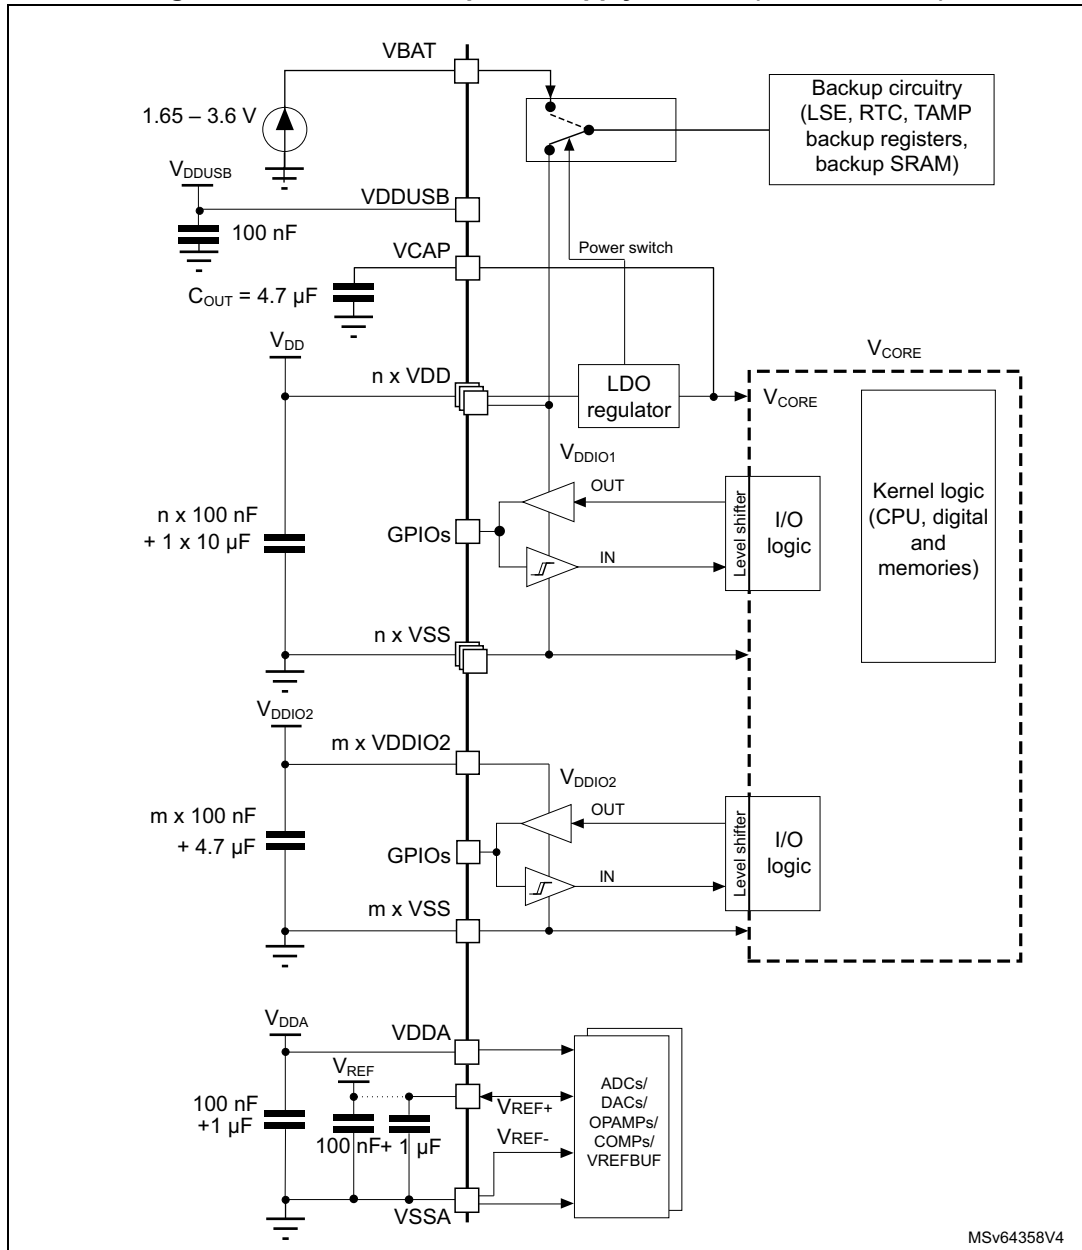 VBAT
1.65 – 3.6 V
Backup circuitry
(LSE, RTC, TAMP
backup registers,
backup SRAM)
VDDUSB
VDDUSB
100 nF
Power switch
VCAP
COUT = 4.7 µF
VDD
n x VDD
LDO
regulator
VCORE
VCORE
VDDIO1
OUT
IN
GPIOs
n x 100 nF
+ 1 x 10 µF
Level shifter
I/O
logic
Kernel logic
(CPU, digital
and
memories)
n x VSS
VDDIO2
m x VDDIO2
VDDIO2
OUT
IN
GPIOs
m x 100 nF
+ 4.7 µF
Level shifter
I/O
logic
m x VSS
VDDA
VDDA
VREF
100 nF
+1 µF
100 nF+ 1 µF
VREF+
VREF-
ADCs/
DACs/
OPAMPs/
COMPs/
VREFBUF
VSSA
MSv64358V4